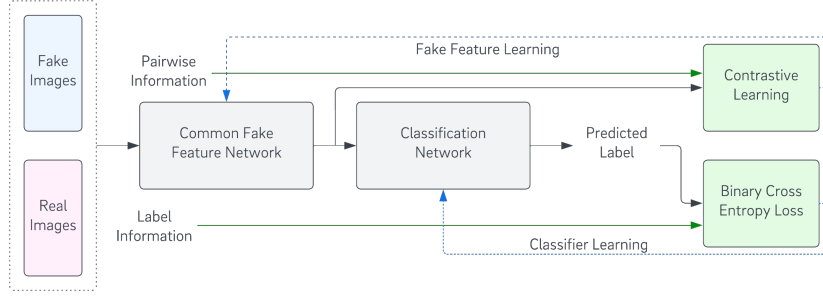 Fake
Images
Real
Images
Pairwise
Information
Fake Feature Learning
Common Fake
Feature Network
Classification
Network
Predicted
Label
Contrastive
Learning
Label
Information
Binary Cross
Entropy Loss
Classifier Learning